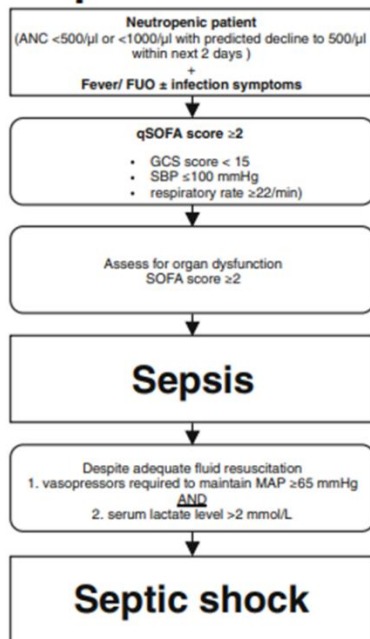 Neutropenic patient
(ANC <500/µl or <1000/µl with predicted decline to 500/µl
within next 2 days )
+
Fever/ FUO ± infection symptoms
qSOFA score ≥2
• GCS score < 15
• SBP ≤100 mmHg
• respiratory rate ≥22/min)
Assess for organ dysfunction
SOFA score ≥2
Sepsis
Despite adequate fluid resuscitation
1. vasopressors required to maintain MAP ≥65 mmHg
AND
2. serum lactate level >2 mmol/L
Septic shock